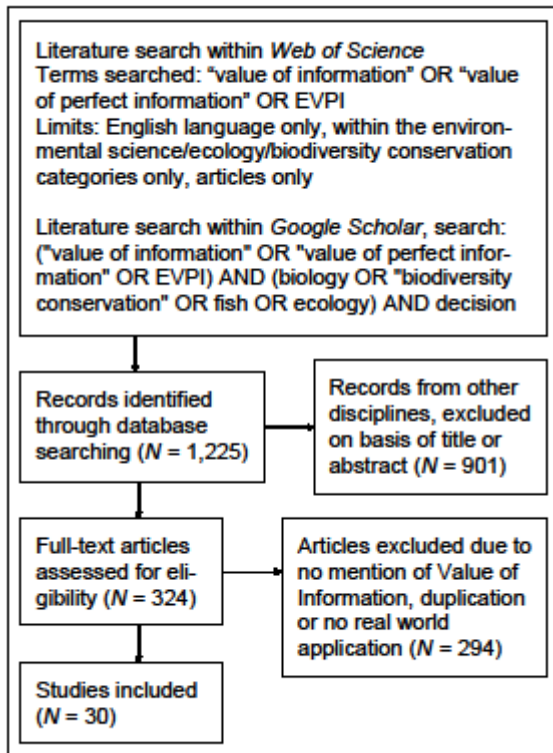 Literature search within Web of Science
Terms searched: “value of information” OR “value
of perfect information” OR EVPI
Limits: English language only, within the environ-
mental science/ecology/biodiversity conservation
categories only, articles only
Literature search within Google Scholar, search:
("value of information" OR "value of perfect infor-
mation" OR EVPI) AND (biology OR "biodiversity
conservation" OR fish OR ecology) AND decision
Records identified
through database
searching (N = 1,225)
Records from other
disciplines, excluded
on basis of title or
abstract (N = 901)
Full-text articles
assessed for eli-
gibility (N = 324)
Articles excluded due to
no mention of Value of
Information, duplication
or no real world
application (N = 294)
Studies included
(N = 30)